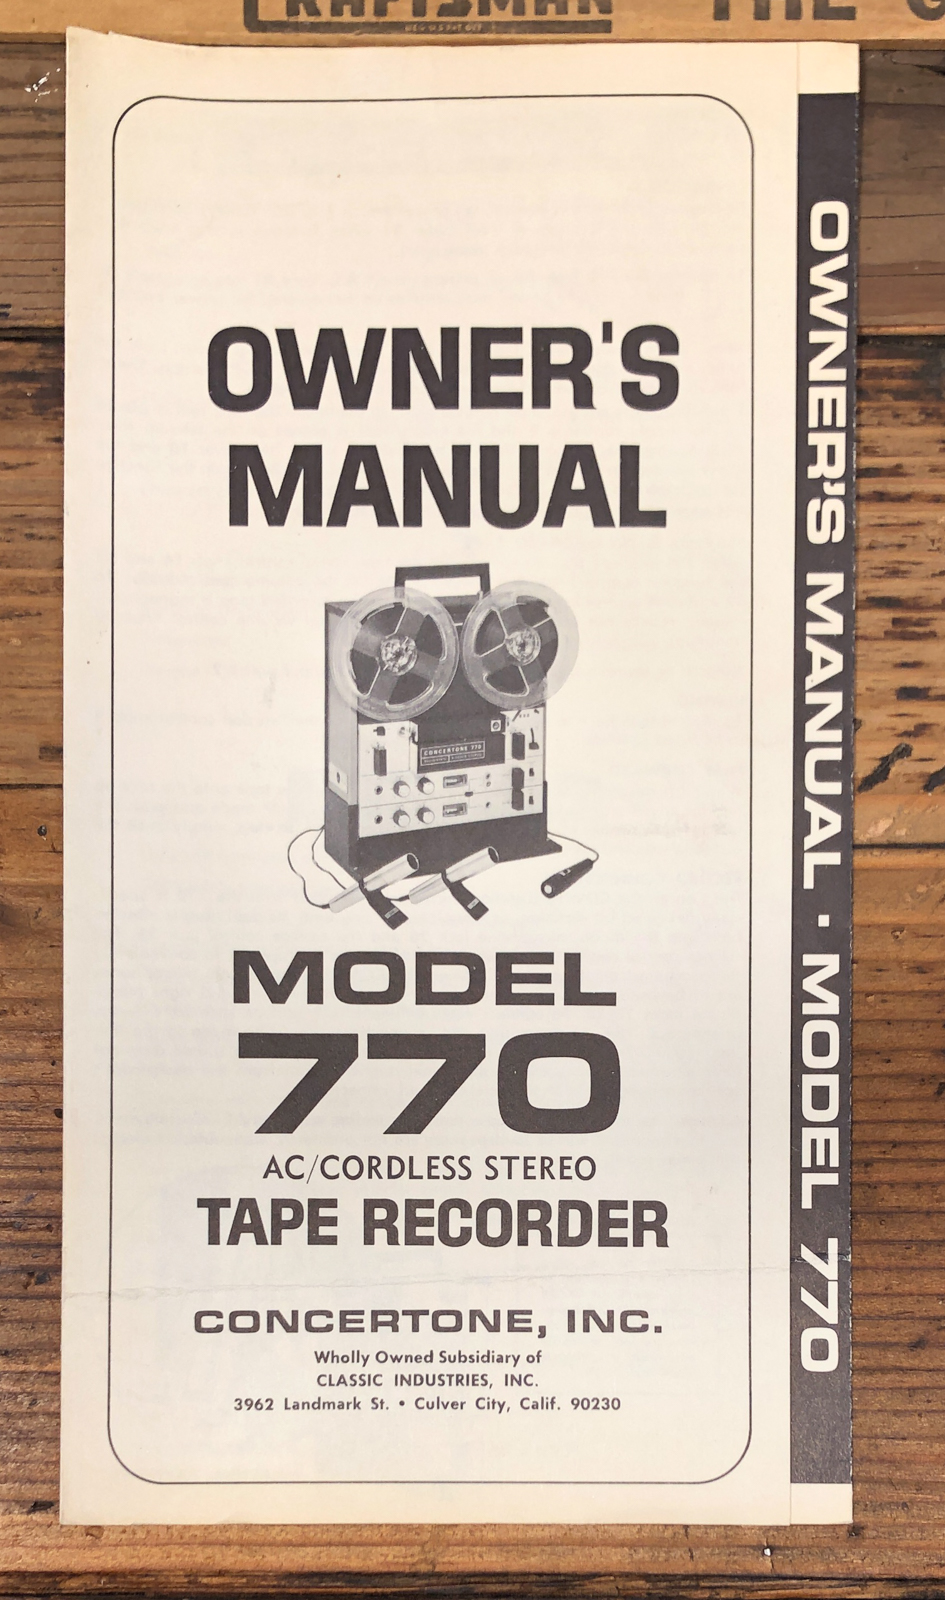 CRAFTSMAN THE
OWNER'S
MANUAL
CONCERTONE 770
MODEL
770
AC/CORDLESS STEREO
TAPE RECORDER
CONCERTONE, INC.
Wholly Owned Subsidiary of
CLASSIC INDUSTRIES, INC.
3962 Landmark St. • Culver City, Calif. 90230
OWNER'S MANUAL · MODEL 770